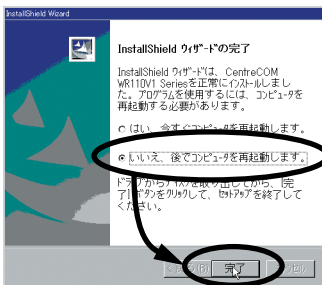 InstallShield Wizard
InstallShield ウィザードの完了
InstallShield ウィザードは、CentreCOM
WR110V1 Seriesを正常にインストールしまし
た。プログラムを使用するには、コンピュータを
再起動する必要があります。
はい、今すぐコンピュータを再起動します。
いいえ、後でコンピュータを再起動します。
ドライブからディスクを取り出してから、[完
了]ボタンをクリックして、セットアップを終了して
ください。
(B)
完了